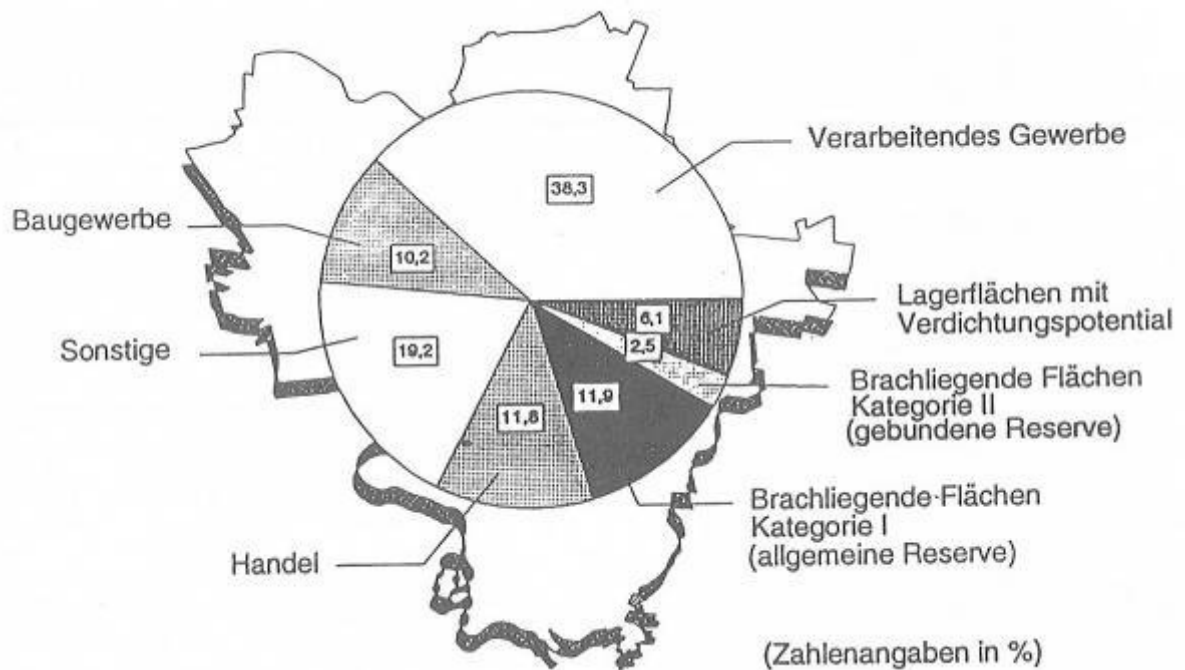 Verarbeitendes Gewerbe
38,3
Baugewerbe
10,2
Lagerflächen mit
Verdichtungspotential
6,1
Sonstige
19,2
2,5
Brachliegende Flächen
Kategorie II
(gebundene Reserve)
11,9
11,8
Brachliegende Flächen
Kategorie I
(allgemeine Reserve)
Handel
(Zahlenangaben in %)